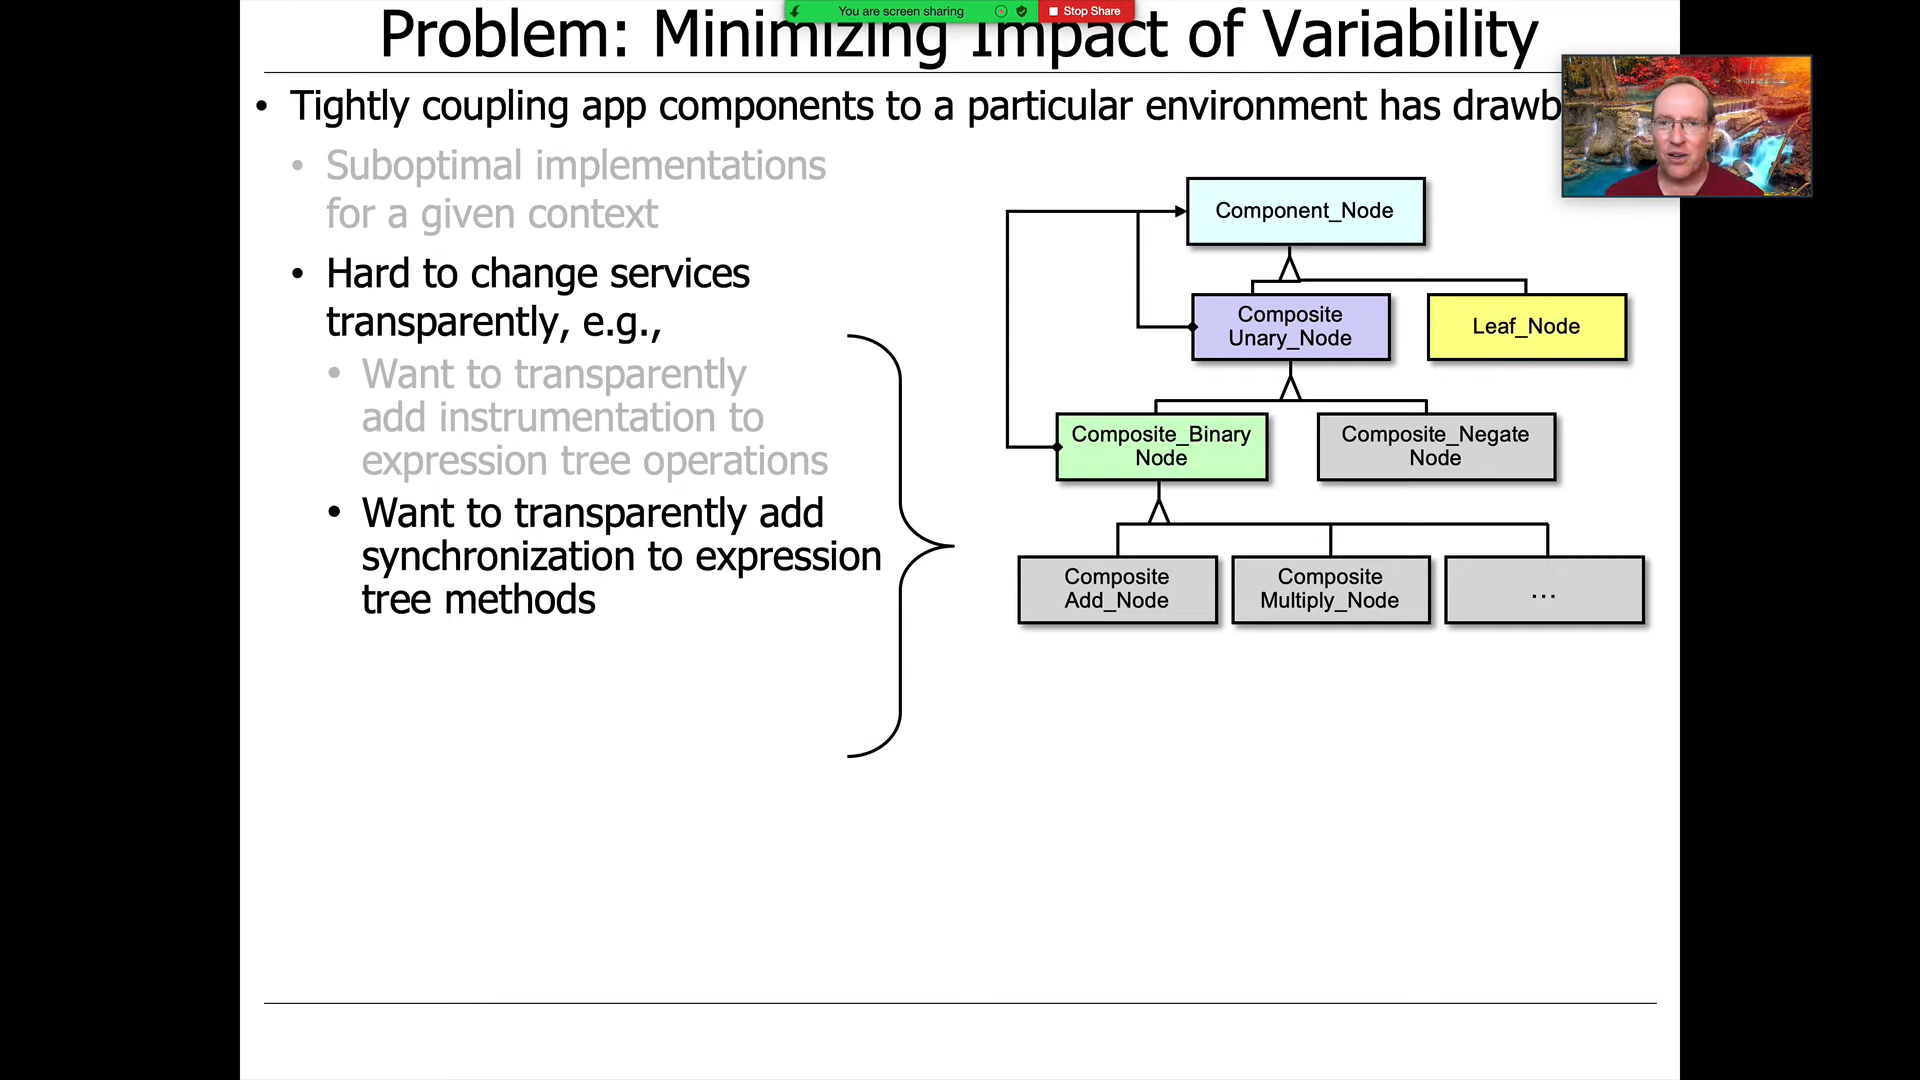 You are screen sharing
Stop Share
Problem: Minimizing Impact of Variability
• Tightly coupling app components to a particular environment has
• Suboptimal implementations
for a given context
• Hard to change services
transparently, e.g.,
• Want to transparently
add instrumentation to
expression tree operations
• Want to transparently add
synchronization to expression
tree methods
Component_Node
Composite
Unary_Node
Leaf_Node
Composite_Binary
Node
Composite_Negate
Node
Composite
Add_Node
Composite
Multiply_Node
...